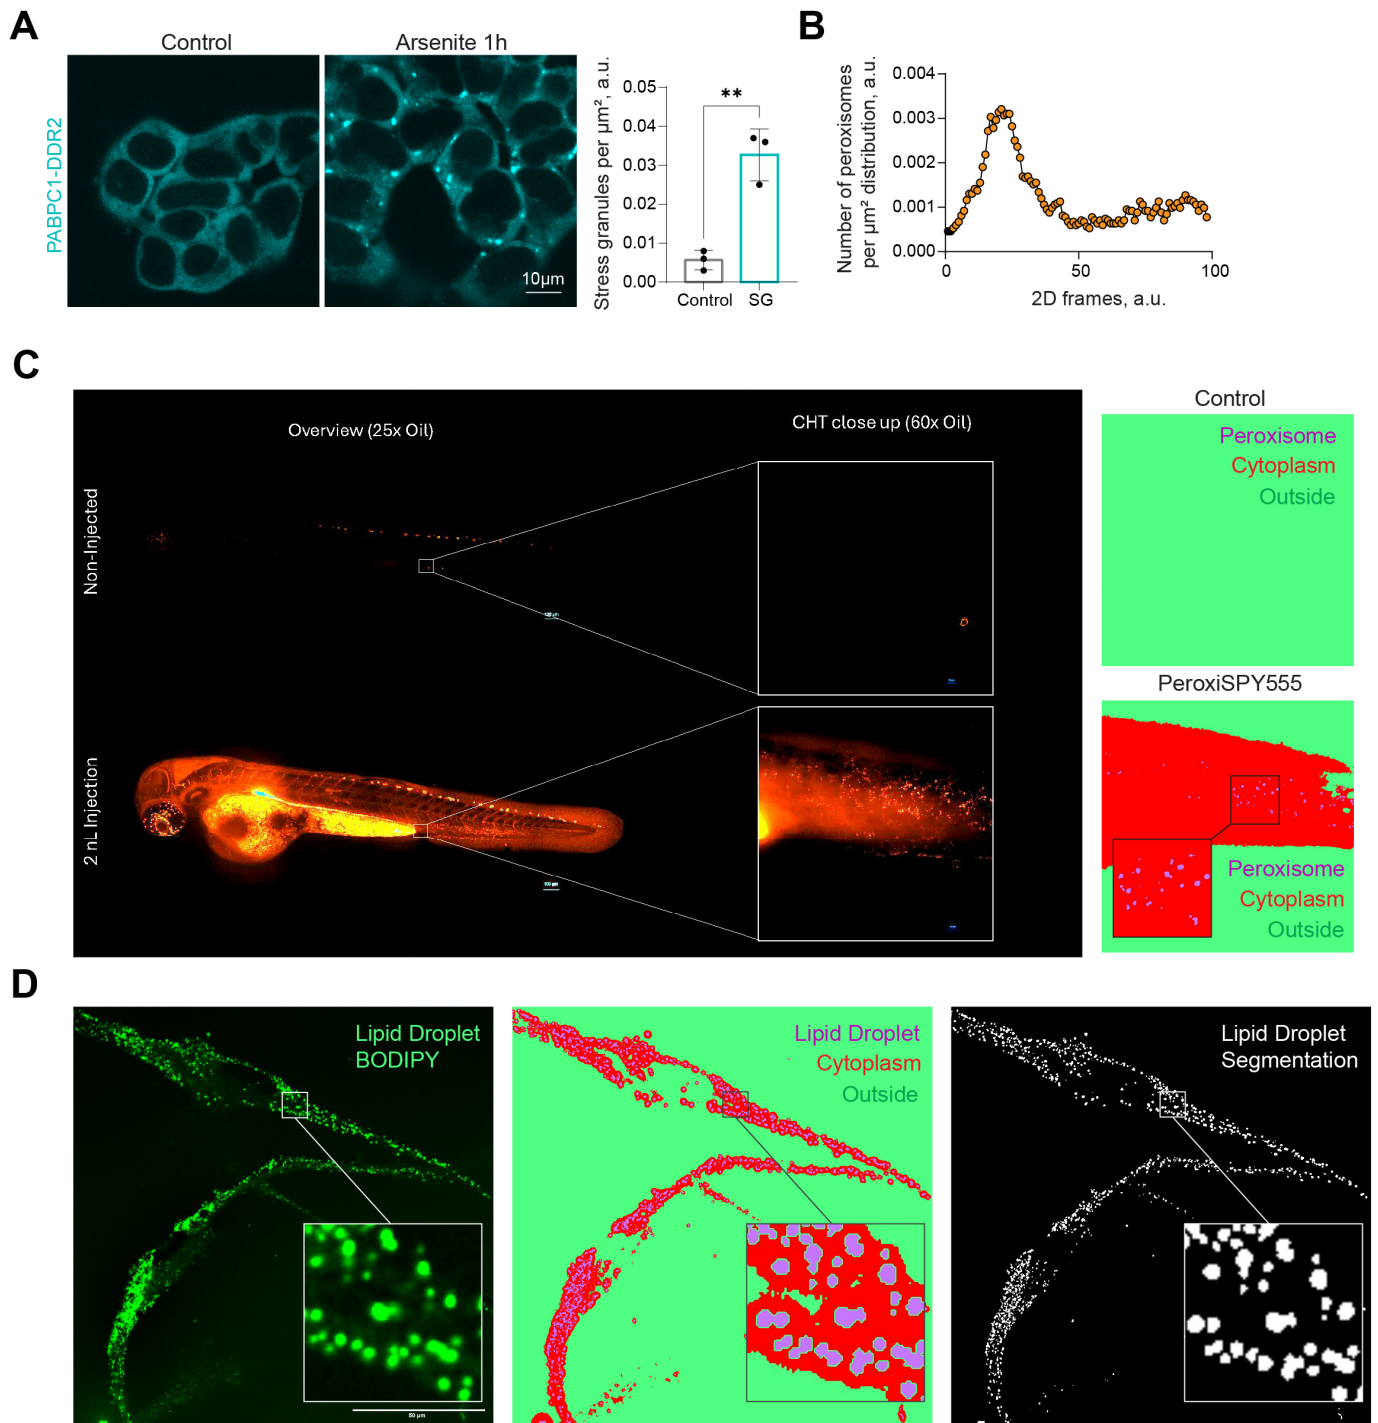 A
Control
Arsenite 1h
PABPC1-DDR2
10µm
Stress granules per µm², a.u.
0.05
0.04
0.03
0.02
0.01
0.00
**
Control
SG
B
Number of peroxisomes
per µm² distribution, a.u.
0.004
0.003
0.002
0.001
0.000
0
50
100
2D frames, a.u.
C
Overview (25x Oil)
CHT close up (60x Oil)
Non-Injected
2 nL Injection
100 µm
Control
Peroxisome
Cytoplasm
Outside
PeroxiSPY555
Peroxisome
Cytoplasm
Outside
D
Lipid Droplet
BODIPY
50 µm
Lipid Droplet
Cytoplasm
Outside
Lipid Droplet
Segmentation